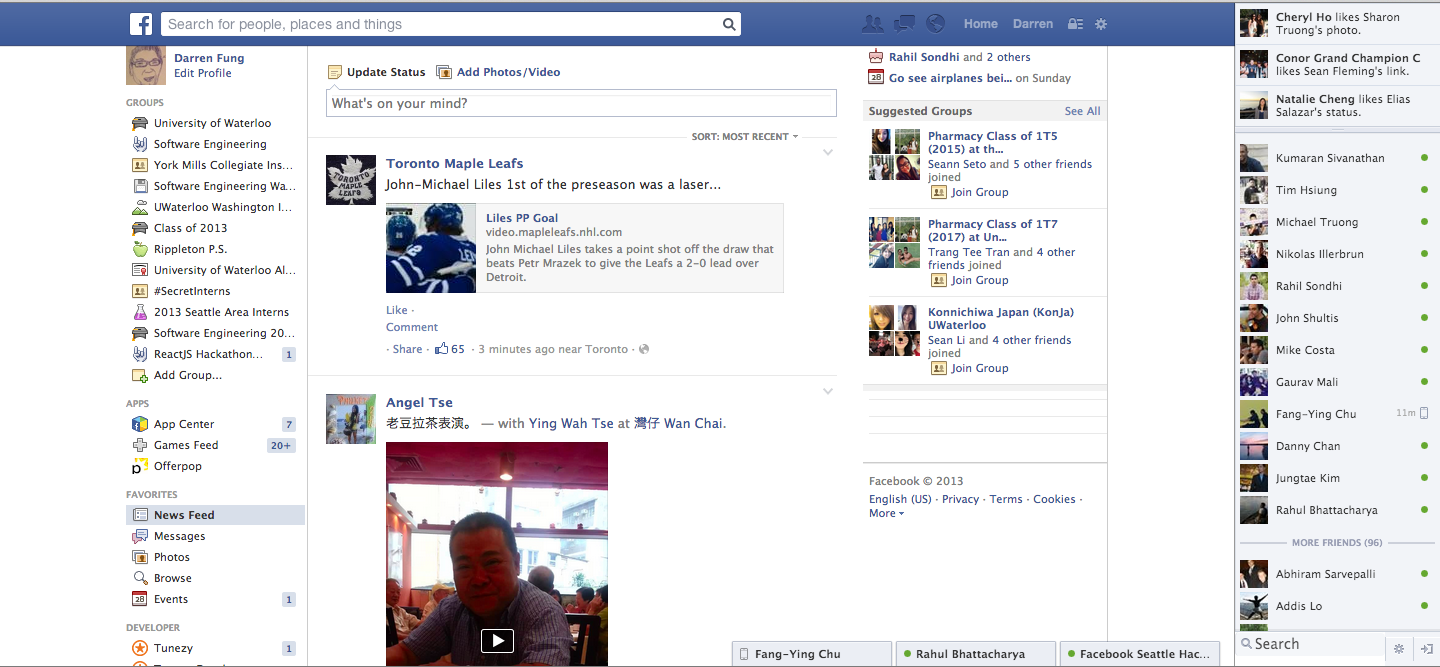 Search for people, places and things
Home
Darren
Darren Fung
Edit Profile
GROUPS
University of Waterloo
Software Engineering
York Mills Collegiate Ins...
Software Engineering Wa...
UWaterloo Washington I...
Class of 2013
Rippleton P.S.
University of Waterloo Al...
#SecretInterns
2013 Seattle Area Interns
Software Engineering 20...
ReactJS Hackathon... 1
Add Group...
APPS
App Center 7
Games Feed 20+
Offerpop
FAVORITES
News Feed
Messages
Photos
Browse
Events 1
DEVELOPER
Tunezy 1
Update Status Add Photos/Video
What's on your mind?
SORT: MOST RECENT
TORONTO
MAPLE
LEAFS
Toronto Maple Leafs
John-Michael Liles 1st of the preseason was a laser...
Liles PP Goal
video.mapleleafs.nhl.com
John Michael Liles takes a point shot off the draw that
beats Petr Mrazek to give the Leafs a 2-0 lead over
Detroit.
Like ·
Comment
· Share · 65 · 3 minutes ago near Toronto ·
Angel Tse
老豆拉茶表演。 — with Ying Wah Tse at 灣仔 Wan Chai.
Rahil Sondhi and 2 others
28 Go see airplanes bei... on Sunday
Suggested Groups See All
Pharmacy Class of 1T5
(2015) at th...
Seann Seto and 5 other friends
joined
Join Group
Pharmacy Class of 1T7
(2017) at Un...
Trang Tee Tran and 4 other
friends joined
Join Group
Konnichiwa Japan (KonJa)
UWaterloo
Sean Li and 4 other friends
joined
Join Group
Facebook © 2013
English (US) · Privacy · Terms · Cookies ·
More
Cheryl Ho likes Sharon
Truong's photo.
Conor Grand Champion C
likes Sean Fleming's link.
Natalie Cheng likes Elias
Salazar's status.
Kumaran Sivanathan
Tim Hsiung
Michael Truong
Nikolas Illerbrun
Rahil Sondhi
John Shultis
Mike Costa
Gaurav Mali
Fang-Ying Chu 11m
Danny Chan
Jungtae Kim
Rahul Bhattacharya
MORE FRIENDS (96)
Abhiram Sarvepalli
Addis Lo
Search
Fang-Ying Chu
Rahul Bhattacharya
Facebook Seattle Hac...